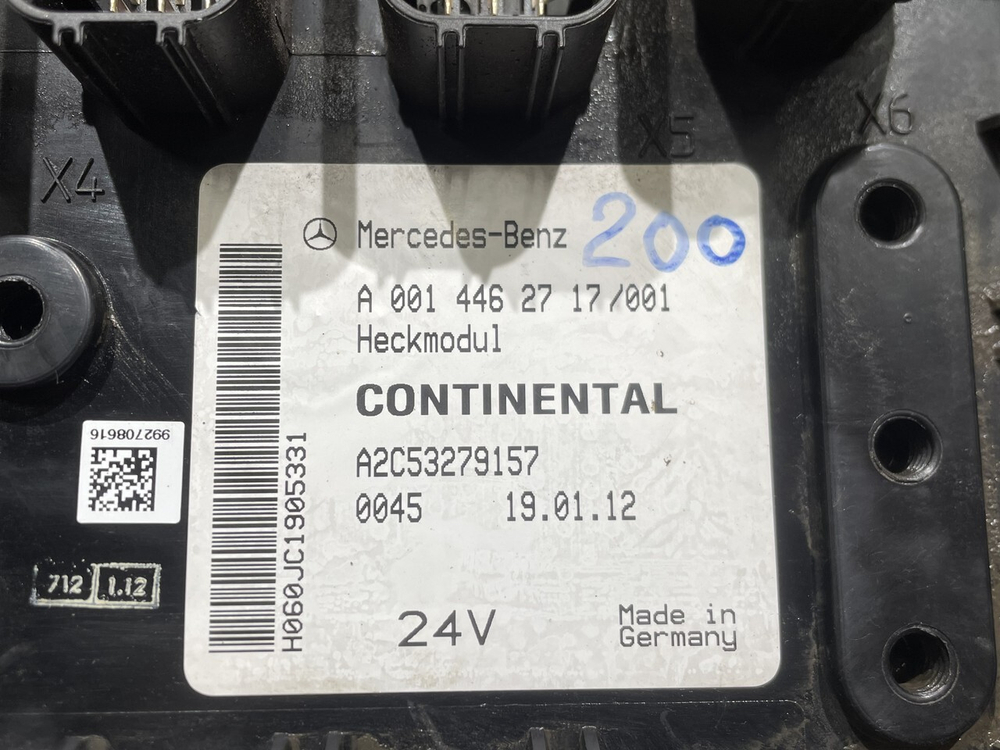 X4
X5
X6
Mercedes-Benz
200
A 001 446 27 17/001
Heckmodul
CONTINENTAL
A2C53279157
0045 19.01.12
24V
Made in
Germany
H060JC1905331
992708616
712 1.12